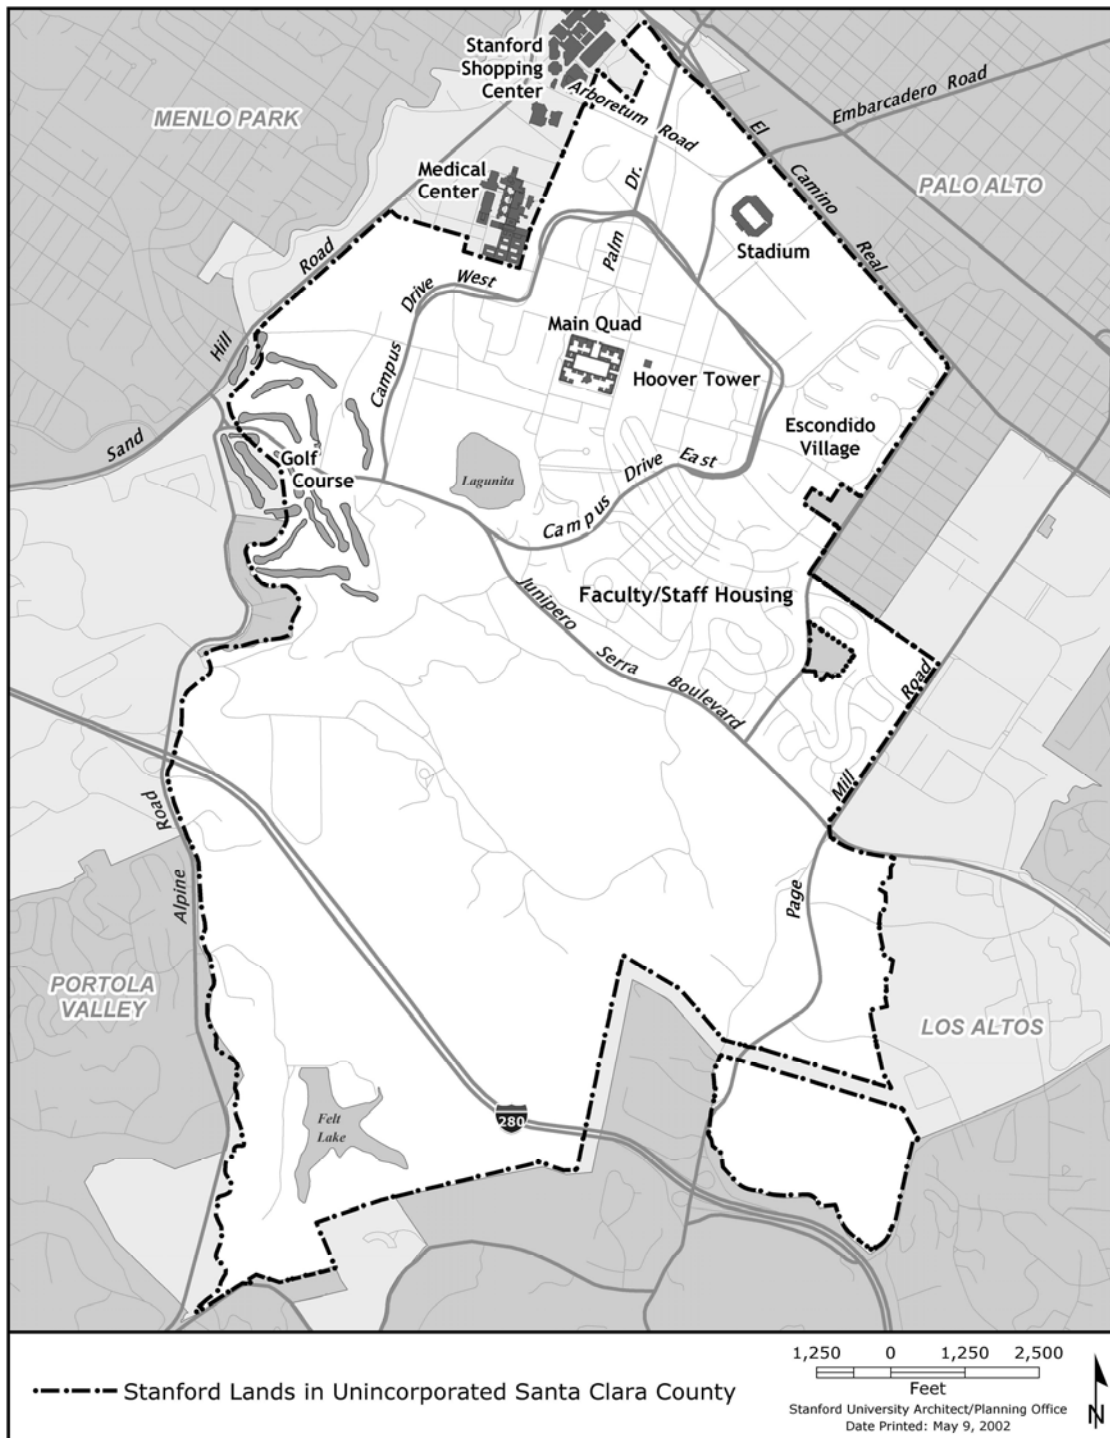 Stanford
Shopping
Center
Arboretum Road
El Camino Real
Embarcadero Road
MENLO PARK
PALO ALTO
Medical
Center
Palm Dr.
Stadium
Sand Hill Road
Campus Drive West
Main Quad
Hoover Tower
Escondido
Village
Golf
Course
Lagunita
Campus Drive East
Junipero Serra Boulevard
Faculty/Staff Housing
Page Mill Road
Alpine Road
PORTOLA
VALLEY
LOS ALTOS
Felt
Lake
280
Stanford Lands in Unincorporated Santa Clara County
1,250 0 1,250 2,500
Feet
Stanford University Architect/Planning Office
Date Printed: May 9, 2002
N